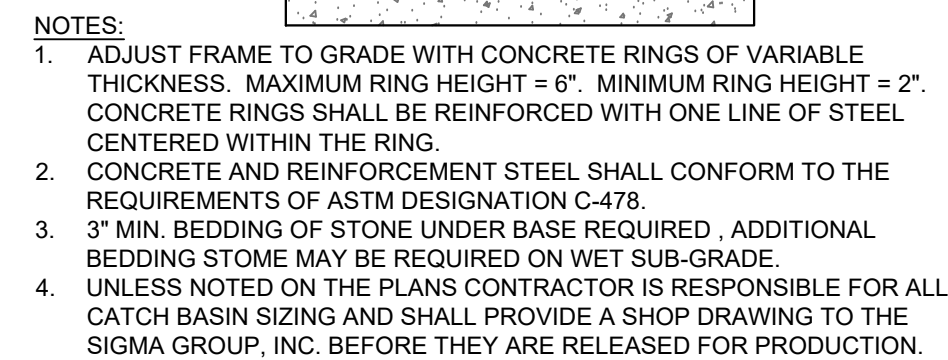 NOTES:
1. ADJUST FRAME TO GRADE WITH CONCRETE RINGS OF VARIABLE
THICKNESS. MAXIMUM RING HEIGHT = 6". MINIMUM RING HEIGHT = 2".
CONCRETE RINGS SHALL BE REINFORCED WITH ONE LINE OF STEEL
CENTERED WITHIN THE RING.
2. CONCRETE AND REINFORCEMENT STEEL SHALL CONFORM TO THE
REQUIREMENTS OF ASTM DESIGNATION C-478.
3. 3" MIN. BEDDING OF STONE UNDER BASE REQUIRED , ADDITIONAL
BEDDING STOME MAY BE REQUIRED ON WET SUB-GRADE.
4. UNLESS NOTED ON THE PLANS CONTRACTOR IS RESPONSIBLE FOR ALL
CATCH BASIN SIZING AND SHALL PROVIDE A SHOP DRAWING TO THE
SIGMA GROUP, INC. BEFORE THEY ARE RELEASED FOR PRODUCTION.